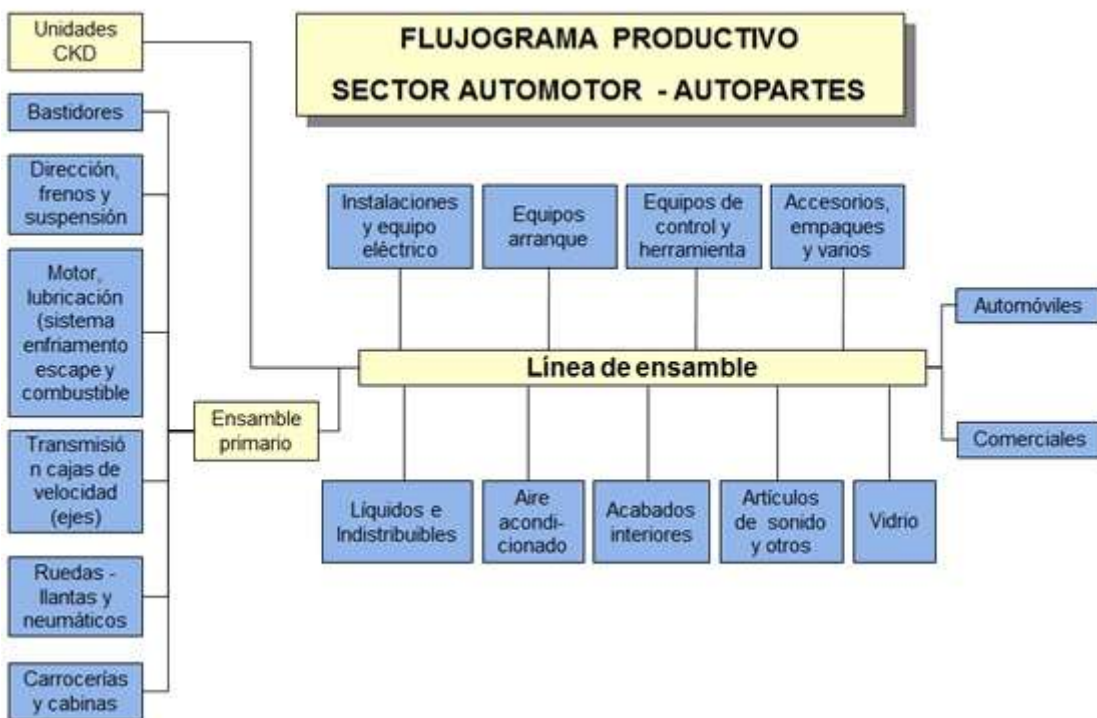 Unidades
CKD
FLUJOGRAMA PRODUCTIVO
SECTOR AUTOMOTOR - AUTOPARTES
Bastidores
Dirección,
frenos y
suspensión
Motor,
lubricación
(sistema
enfriamento
escape y
combustible
Transmisió
n cajas de
velocidad
(ejes)
Ruedas -
llantas y
neumáticos
Carrocerías
y cabinas
Ensamble
primario
Instalaciones
y equipo
eléctrico
Equipos
arranque
Equipos de
control y
herramienta
Accesorios,
empaques
y varios
Línea de ensamble
Líquidos e
Indistribuibles
Aire
acondi-
cionado
Acabados
interiores
Artículos
de sonido
y otros
Vidrio
Automóviles
Comerciales